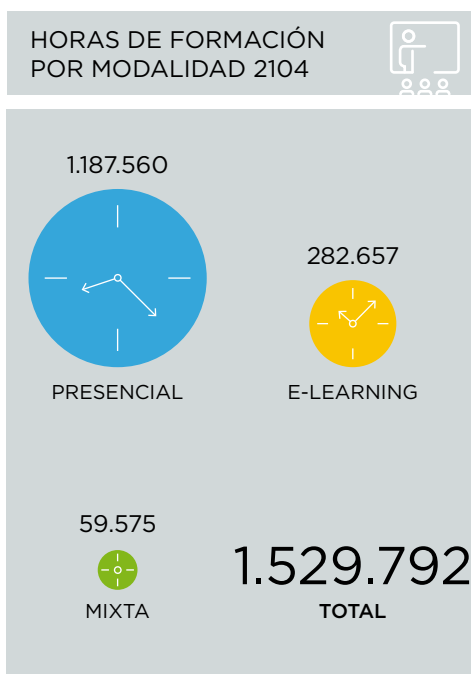 HORAS DE FORMACIÓN
POR MODALIDAD 2104
1.187.560
PRESENCIAL
282.657
E-LEARNING
59.575
MIXTA
1.529.792
TOTAL